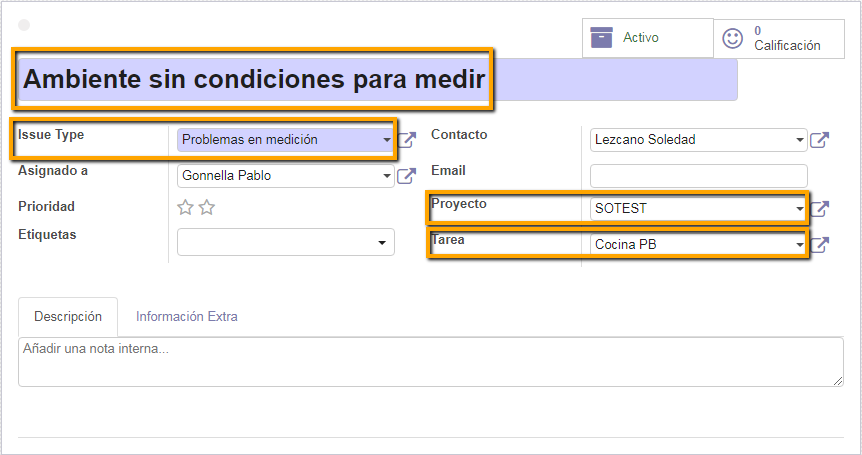 Activo
0
Calificación
Ambiente sin condiciones para medir
Issue Type Problemas en medición
Contacto Lezcano Soledad
Asignado a Gonnella Pablo
Email
Prioridad
Proyecto SOTEST
Etiquetas
Tarea Cocina PB
Descripción Información Extra
Añadir una nota interna...